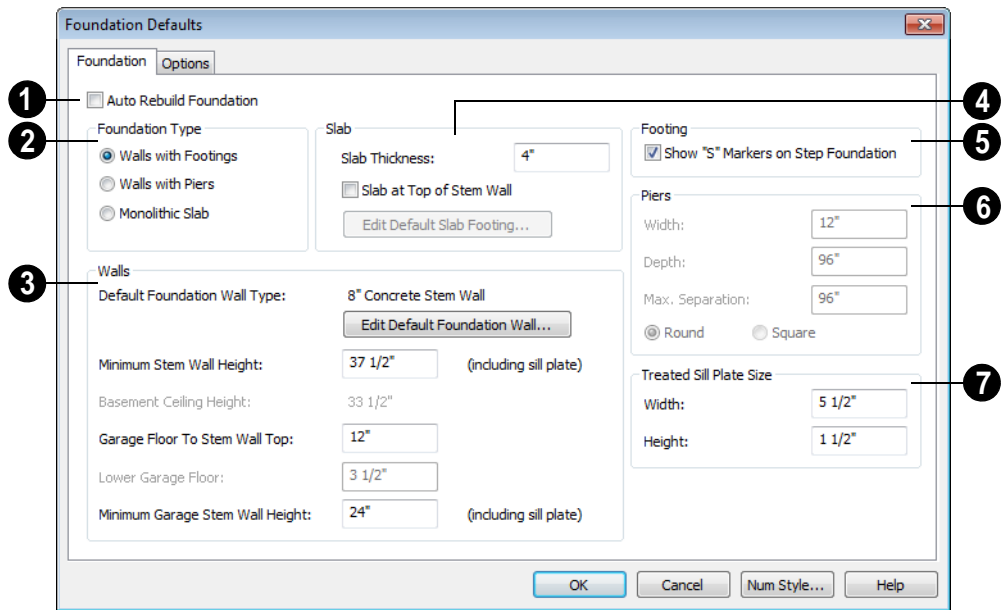 Foundation Defaults
Foundation
Options
1
Auto Rebuild Foundation
2
Foundation Type
Walls with Footings
Walls with Piers
Monolithic Slab
4
Slab
Slab Thickness: 4"
Slab at Top of Stem Wall
Edit Default Slab Footing...
5
Footing
Show "S" Markers on Step Foundation
6
Piers
Width: 12"
Depth: 96"
Max. Separation: 96"
Round
Square
3
Walls
Default Foundation Wall Type: 8" Concrete Stem Wall
Edit Default Foundation Wall...
Minimum Stem Wall Height: 37 1/2" (including sill plate)
Basement Ceiling Height: 33 1/2"
Garage Floor To Stem Wall Top: 12"
Lower Garage Floor: 3 1/2"
Minimum Garage Stem Wall Height: 24" (including sill plate)
7
Treated Sill Plate Size
Width: 5 1/2"
Height: 1 1/2"
OK
Cancel
Num Style...
Help